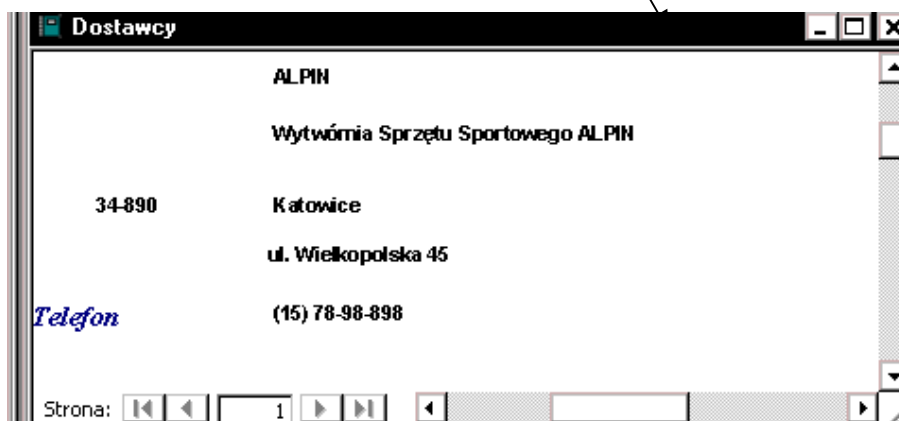 Dostawcy
ALPIN
Wytwórnia Sprzętu Sportowego ALPIN
34-890 Katowice
ul. Wielkopolska 45
Telefon (15) 78-98-898
Strona: 1